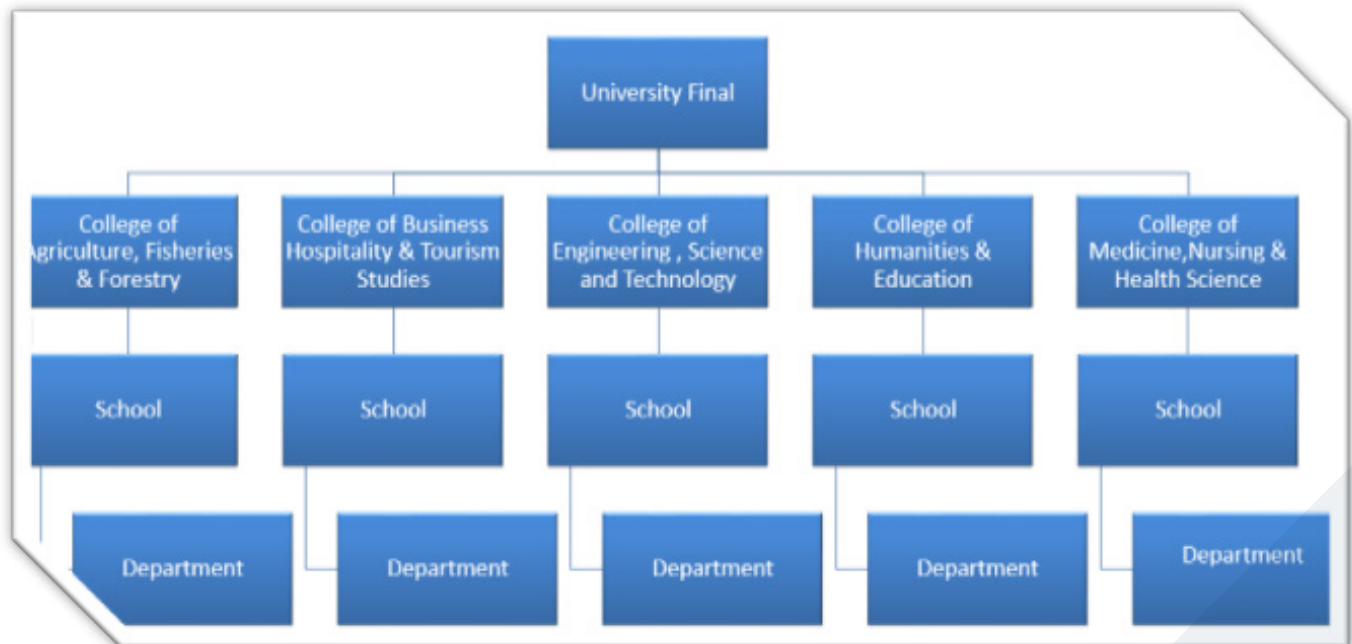 University Final
College of
Agriculture, Fisheries
& Forestry
College of Business
Hospitality & Tourism
Studies
College of
Engineering , Science
and Technology
College of
Humanities &
Education
College of
Medicine,Nursing &
Health Science
School
School
School
School
School
Department
Department
Department
Department
Department